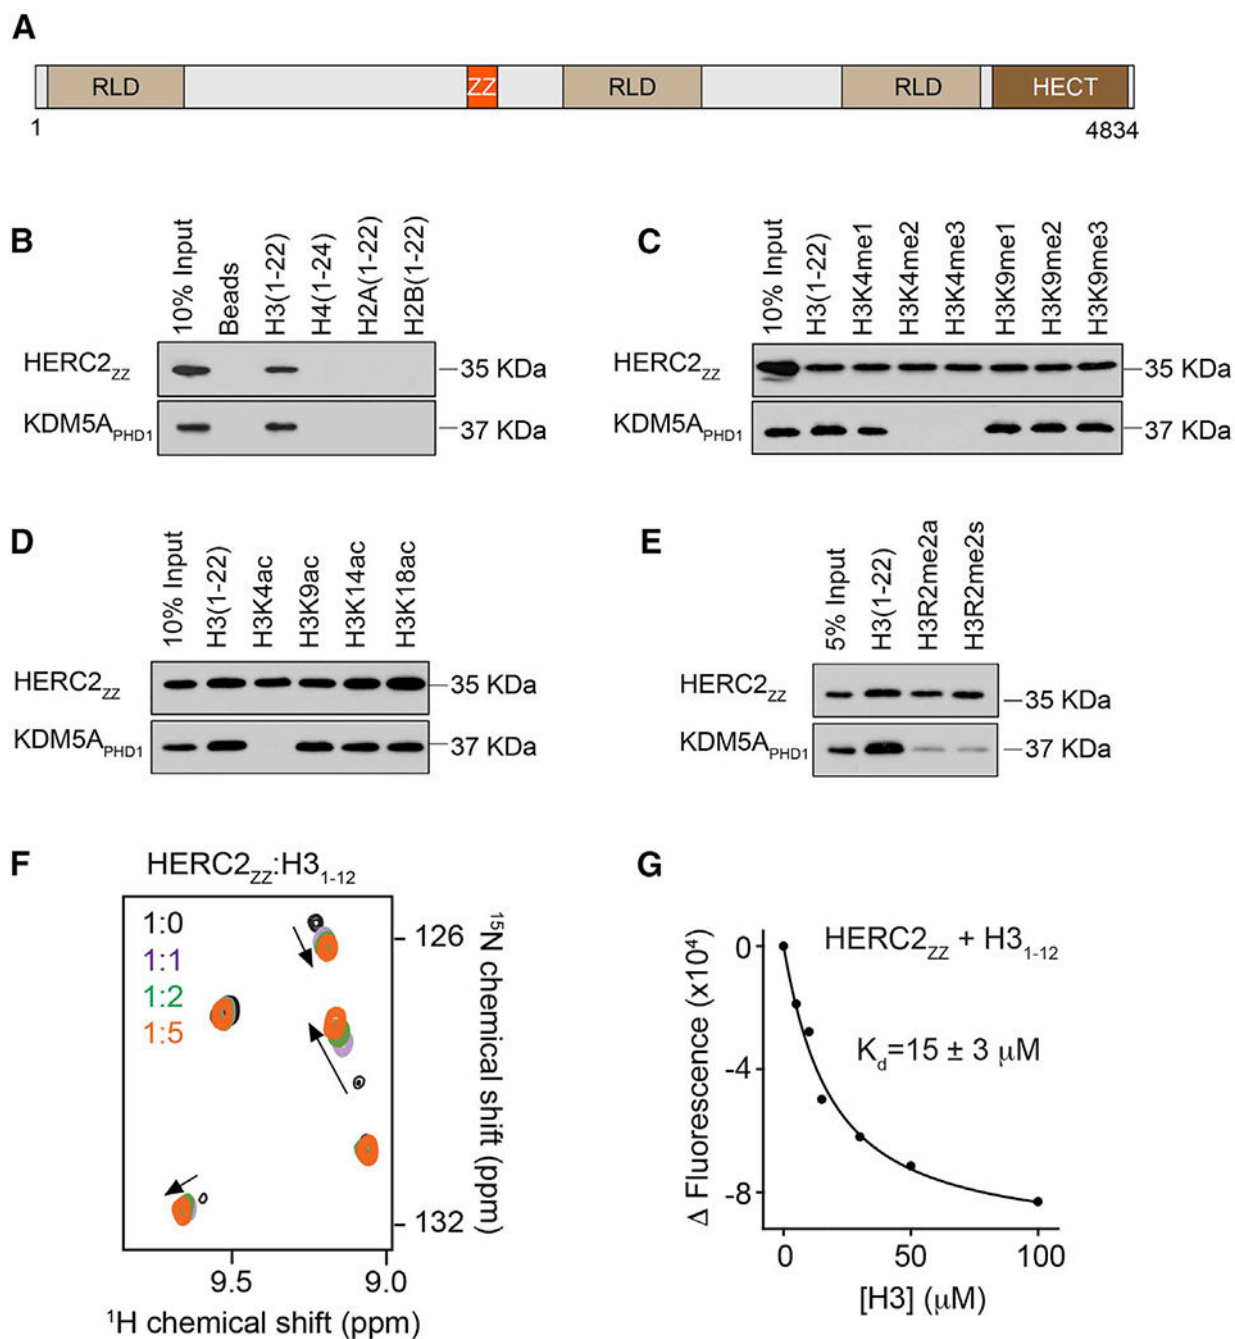 A
RLD
ZZ
RLD
RLD
HECT
1
4834
B
10% Input
Beads
H3(1-22)
H4(1-24)
H2A(1-22)
H2B(1-22)
HERC2ZZ
35 KDa
KDM5APHD1
37 KDa
C
10% Input
H3(1-22)
H3K4me1
H3K4me2
H3K4me3
H3K9me1
H3K9me2
H3K9me3
HERC2ZZ
35 KDa
KDM5APHD1
37 KDa
D
10% Input
H3(1-22)
H3K4ac
H3K9ac
H3K14ac
H3K18ac
HERC2ZZ
35 KDa
KDM5APHD1
37 KDa
E
5% Input
H3(1-22)
H3R2me2a
H3R2me2s
HERC2ZZ
35 KDa
KDM5APHD1
37 KDa
F
HERC2ZZ:H31-12
1:0
1:1
1:2
1:5
126
132
15N chemical shift (ppm)
9.5
9.0
1H chemical shift (ppm)
G
HERC2ZZ + H31-12
Kd=15 ± 3 μM
0
-4
-8
Δ Fluorescence (x10⁴)
0
50
100
[H3] (μM)